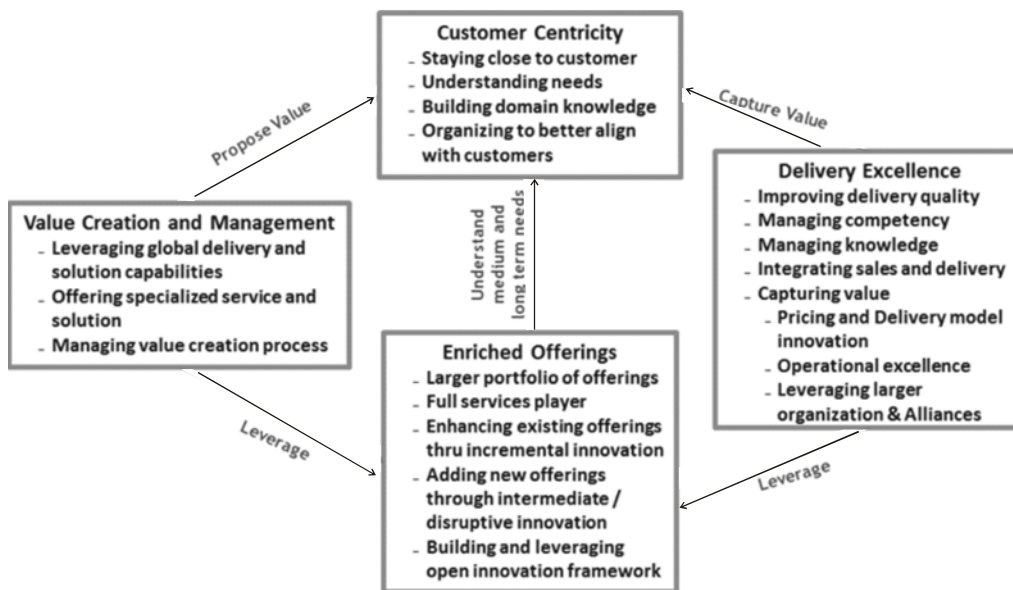 Customer Centricity
- Staying close to customer
- Understanding needs
- Building domain knowledge
- Organizing to better align
with customers
Propose Value
Capture Value
Value Creation and Management
- Leveraging global delivery and
solution capabilities
- Offering specialized service and
solution
- Managing value creation process
Understand
medium and
long term needs
Delivery Excellence
- Improving delivery quality
- Managing competency
- Managing knowledge
- Integrating sales and delivery
- Capturing value
- Pricing and Delivery model
innovation
- Operational excellence
- Leveraging larger
organization & Alliances
Leverage
Enriched Offerings
- Larger portfolio of offerings
- Full services player
- Enhancing existing offerings
thru incremental innovation
- Adding new offerings
through intermediate /
disruptive innovation
- Building and leveraging
open innovation framework
Leverage